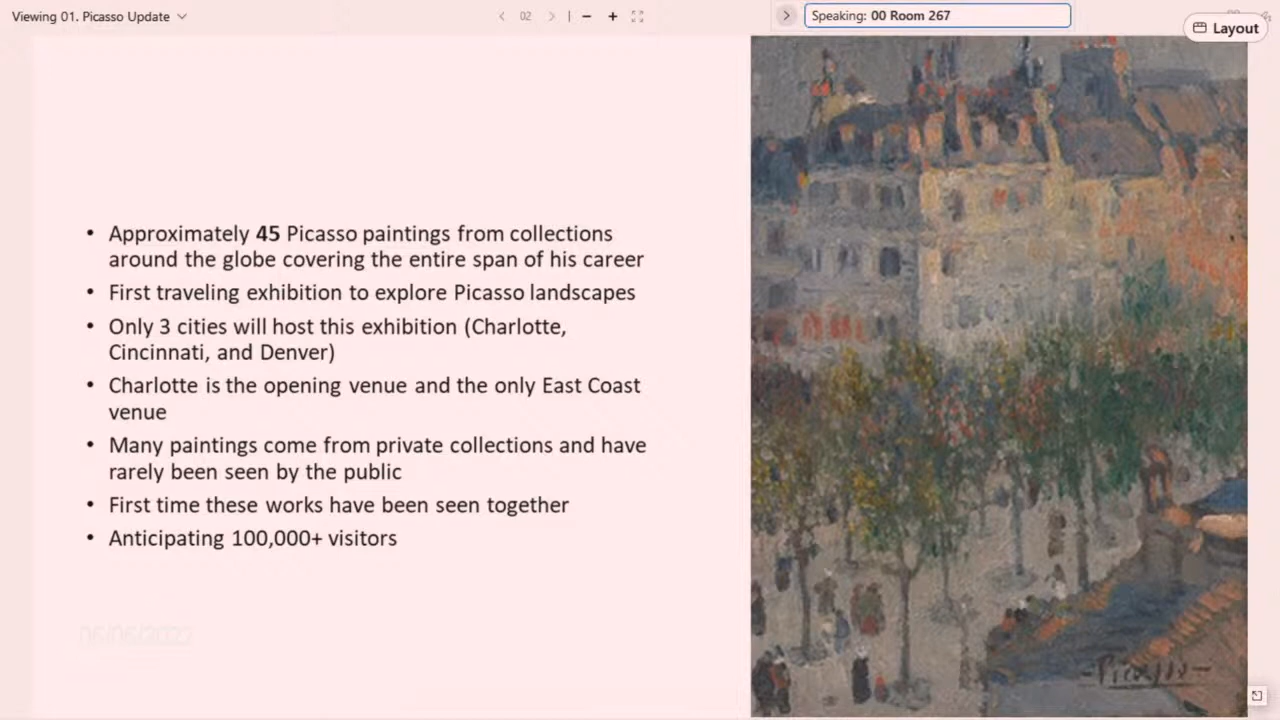 Viewing 01. Picasso Update
02
Speaking: 00 Room 267
Layout
• Approximately 45 Picasso paintings from collections
around the globe covering the entire span of his career
• First traveling exhibition to explore Picasso landscapes
• Only 3 cities will host this exhibition (Charlotte,
Cincinnati, and Denver)
• Charlotte is the opening venue and the only East Coast
venue
• Many paintings come from private collections and have
rarely been seen by the public
• First time these works have been seen together
• Anticipating 100,000+ visitors
06/06/2022
-Picasso-